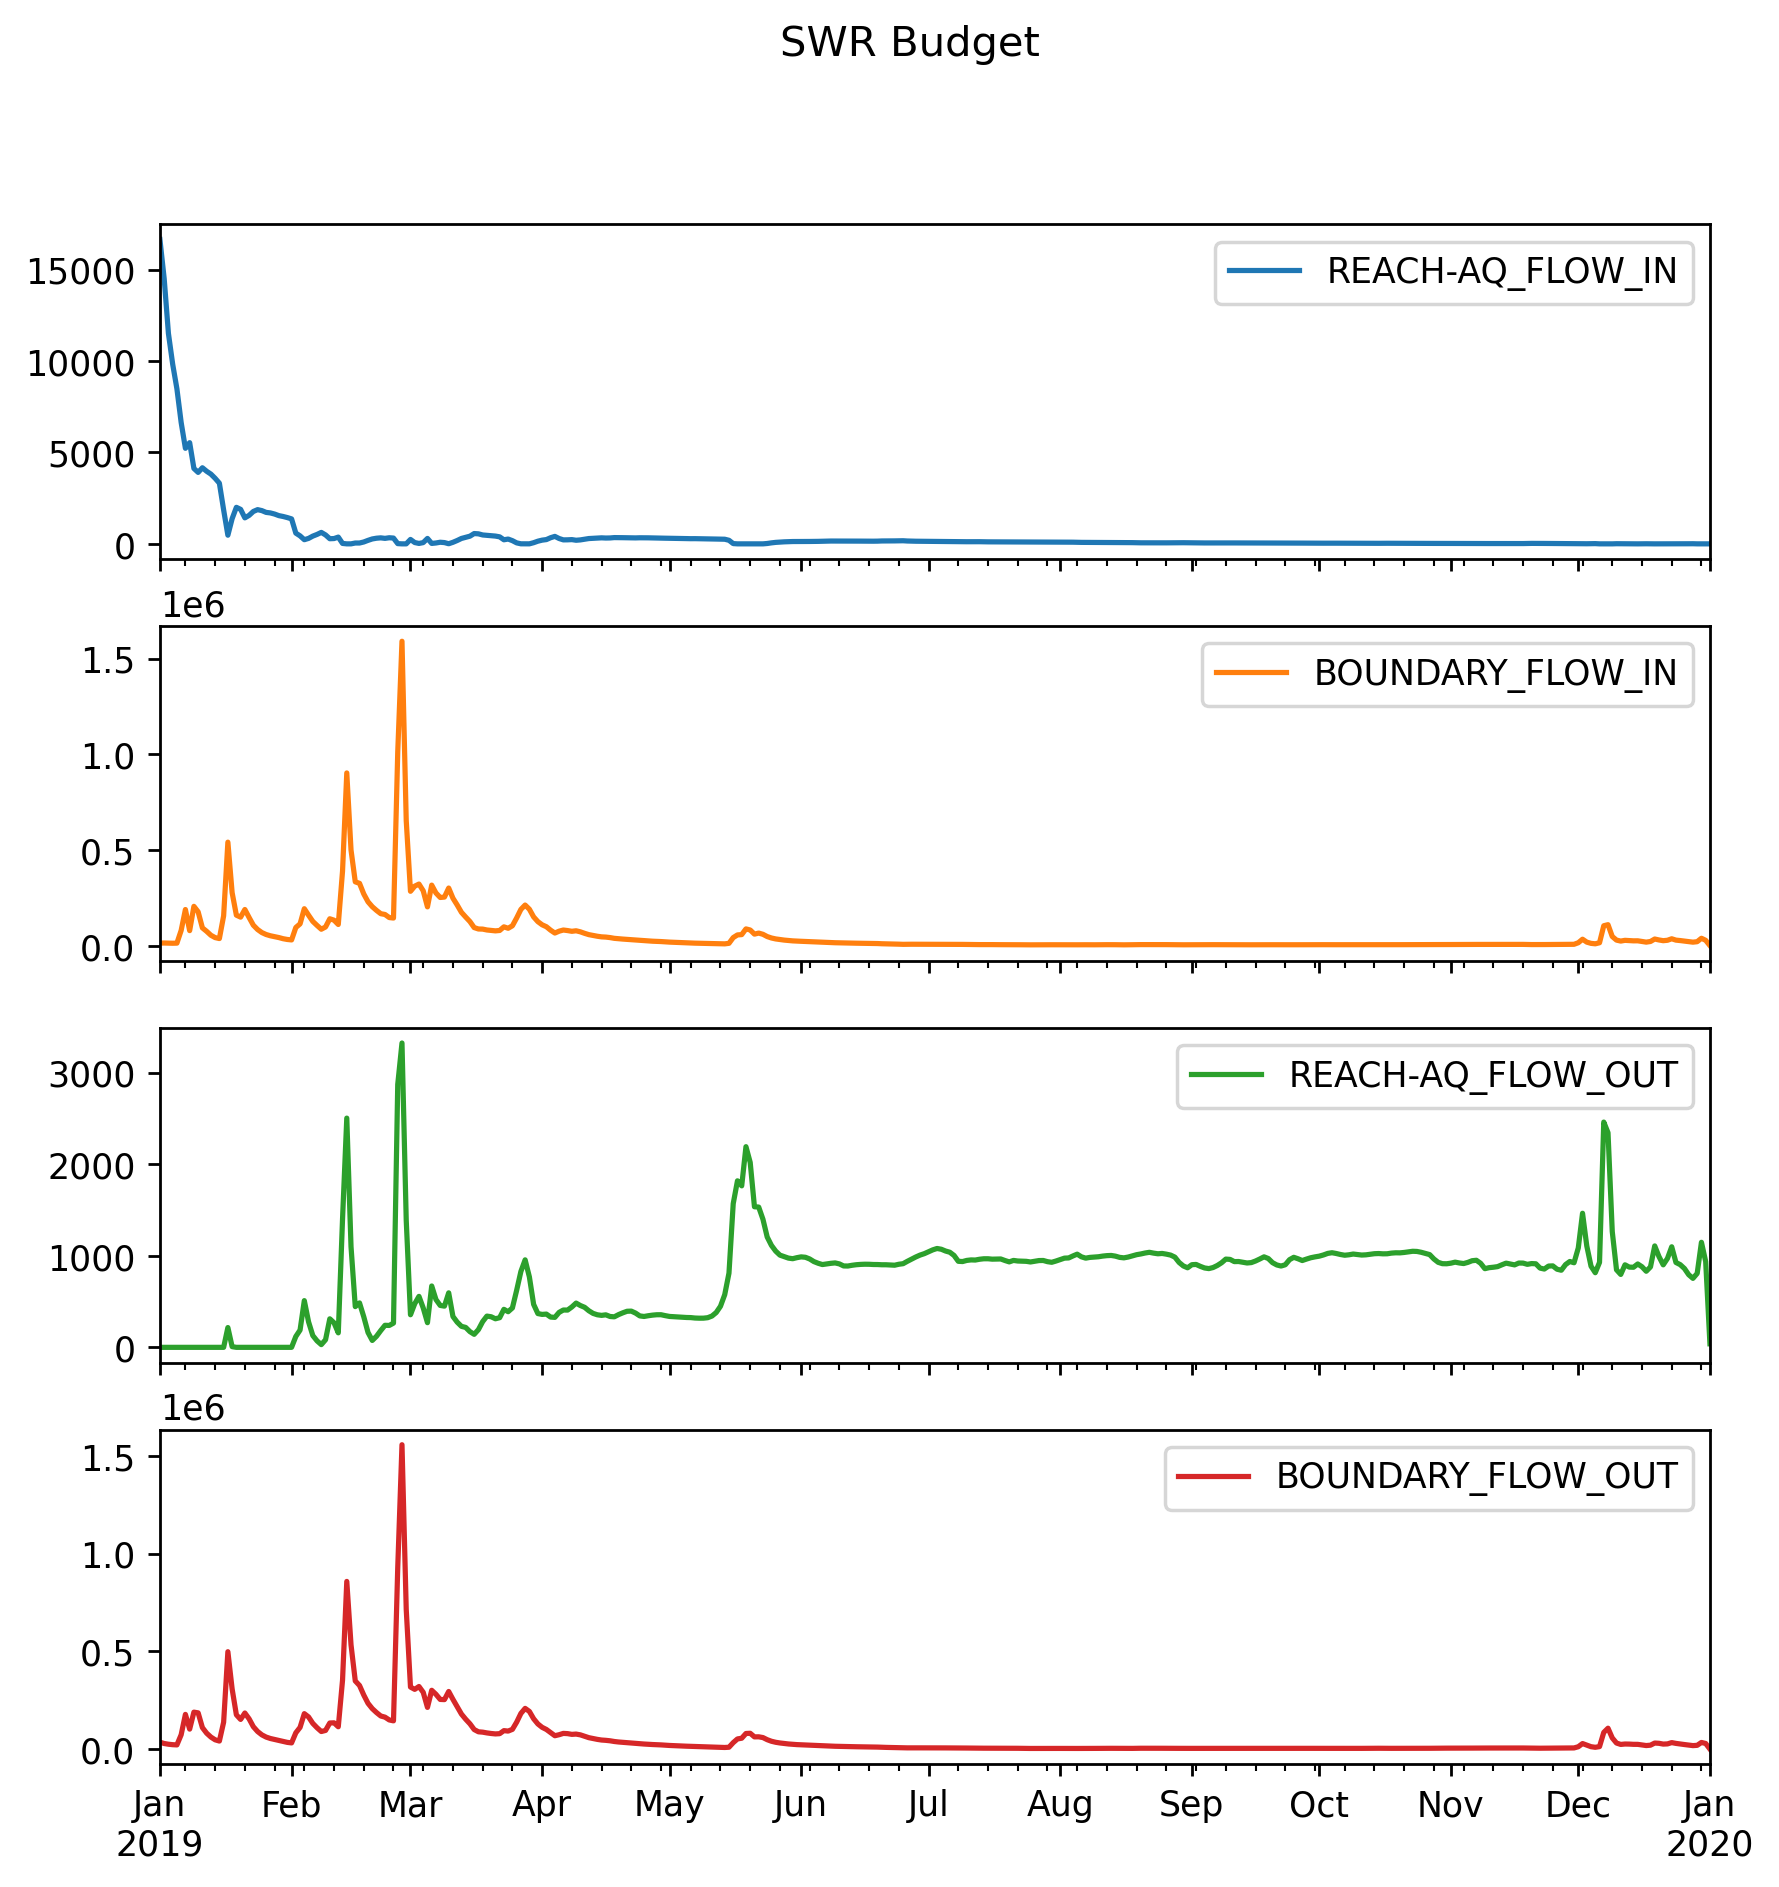 SWR Budget
15000
10000
5000
0
REACH-AQ_FLOW_IN
1e6
1.5
1.0
0.5
0.0
BOUNDARY_FLOW_IN
3000
2000
1000
0
REACH-AQ_FLOW_OUT
1e6
1.5
1.0
0.5
0.0
BOUNDARY_FLOW_OUT
Jan Feb Mar Apr May Jun Jul Aug Sep Oct Nov Dec Jan
2019 2020